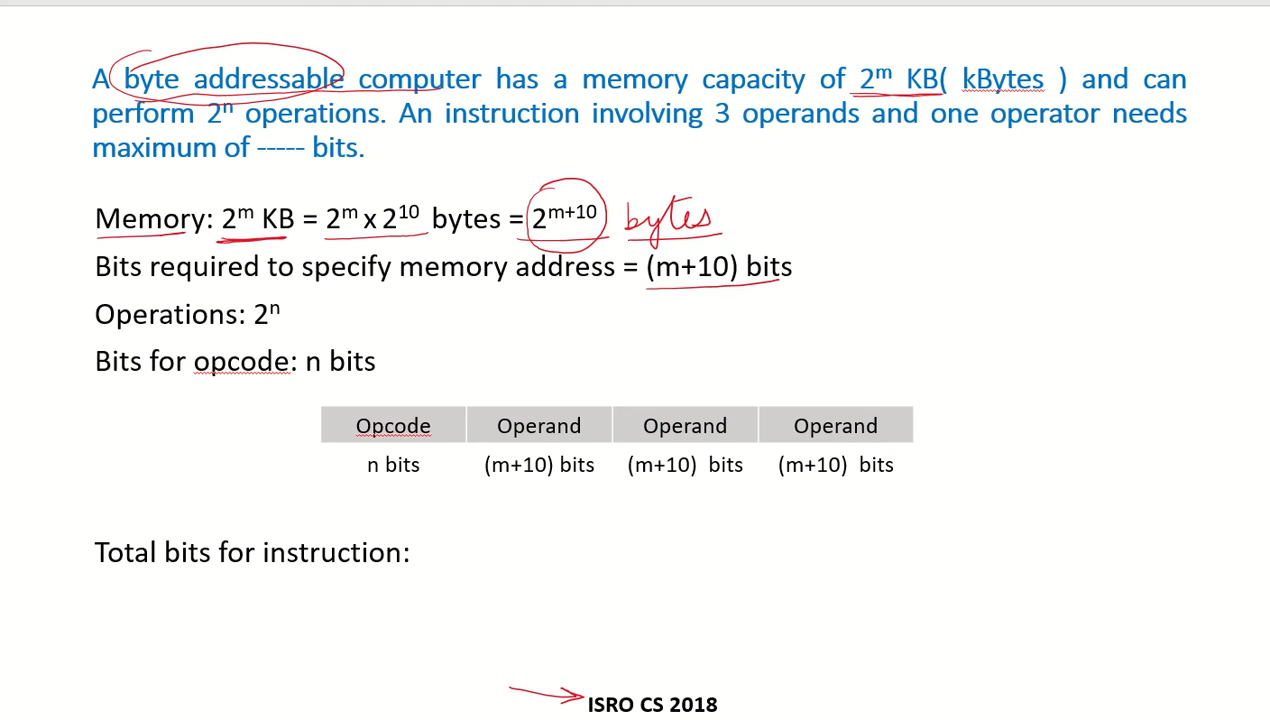 A byte addressable computer has a memory capacity of 2ᵐ KB( kBytes ) and can
perform 2ⁿ operations. An instruction involving 3 operands and one operator needs
maximum of ----- bits.
Memory: 2ᵐ KB = 2ᵐ x 2¹⁰ bytes = 2ᵐ⁺¹⁰ bytes
Bits required to specify memory address = (m+10) bits
Operations: 2ⁿ
Bits for opcode: n bits
Opcode Operand Operand Operand
n bits (m+10) bits (m+10) bits (m+10) bits
Total bits for instruction:
ISRO CS 2018